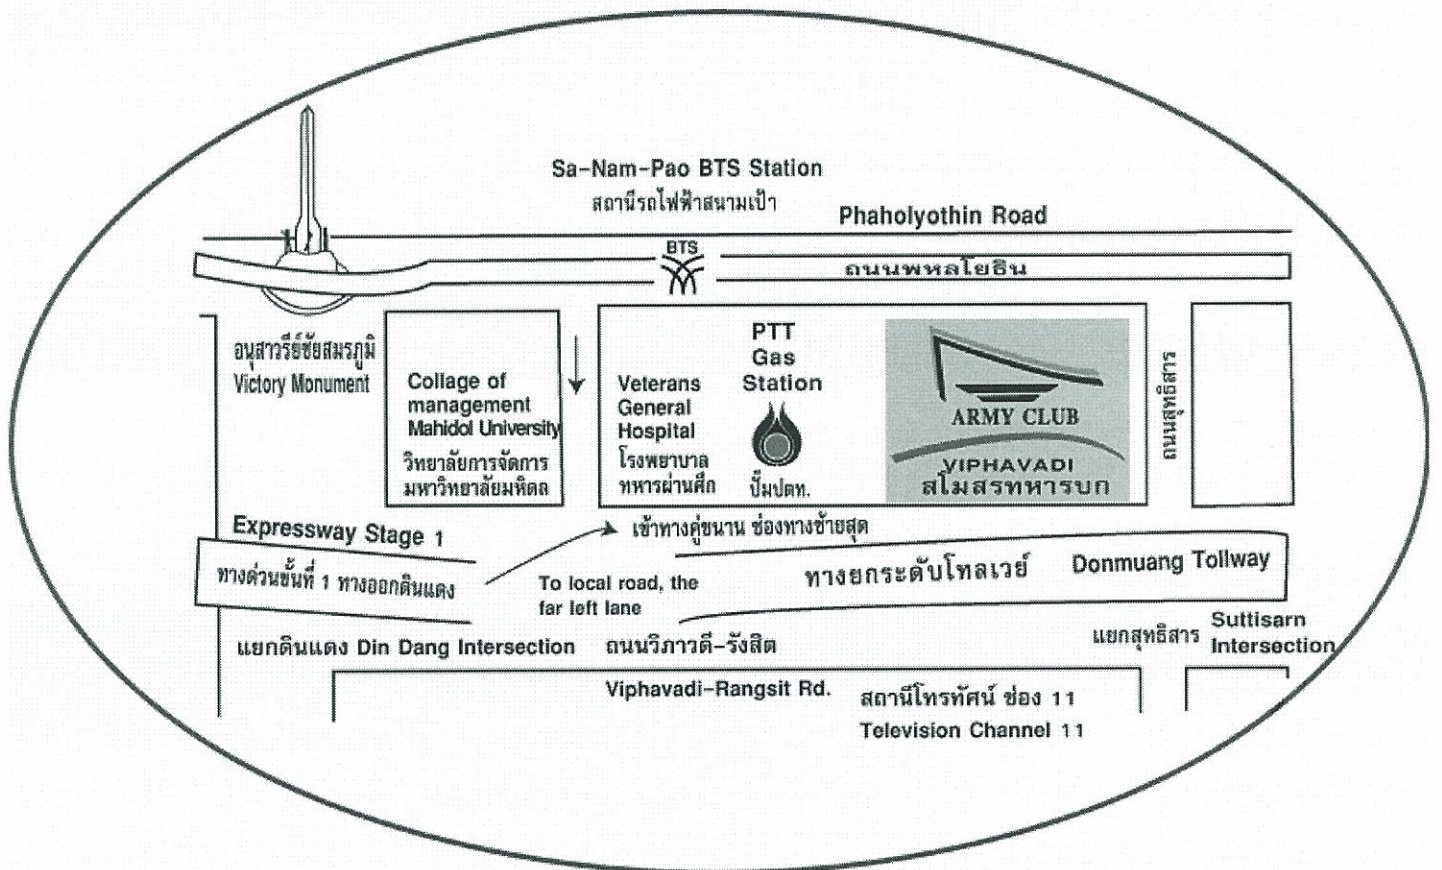 Sa-Nam-Pao BTS Station
สถานีรถไฟฟ้าสนามเป้า
Phaholyothin Road
BTS
ถนนพหลโยธิน
อนุสาวรีย์ชัยสมรภูมิ
Victory Monument
Collage of
management
Mahidol University
วิทยาลัยการจัดการ
มหาวิทยาลัยมหิดล
Veterans
General
Hospital
โรงพยาบาล
ทหารผ่านศึก
PTT
Gas
Station
ปั๊มปตท.
ARMY CLUB
VIPHAVADI
สโมสรทหารบก
ถนนสุทธิสาร
Expressway Stage 1
ทางด่วนขั้นที่ 1 ทางออกดินแดง
เข้าทางคู่ขนาน ช่องทางซ้ายสุด
To local road, the
far left lane
ทางยกระดับโทลเวย์
Donmuang Tollway
แยกดินแดง Din Dang Intersection
ถนนวิภาวดี-รังสิต
Viphavadi-Rangsit Rd.
แยกสุทธิสาร
Suttisarn
Intersection
สถานีโทรทัศน์ ช่อง 11
Television Channel 11